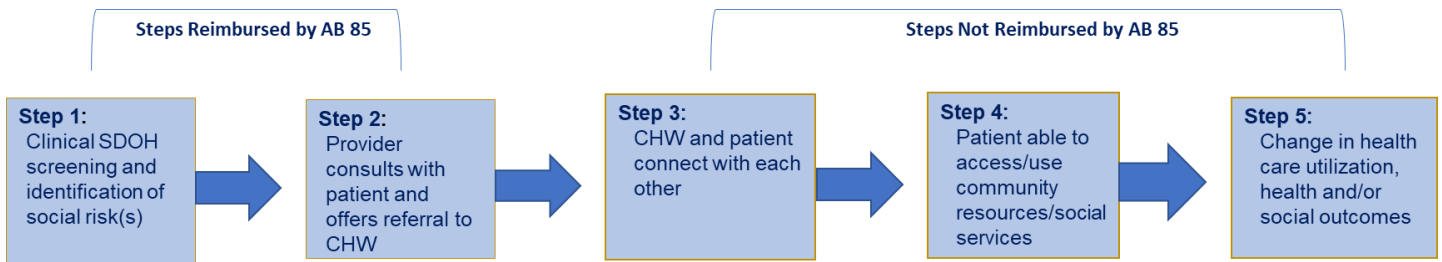 Steps Reimbursed by AB 85
Steps Not Reimbursed by AB 85
Step 1:
Clinical SDOH
screening and
identification of
social risk(s)
Step 2:
Provider
consults with
patient and
offers referral to
CHW
Step 3:
CHW and patient
connect with each
other
Step 4:
Patient able to
access/use
community
resources/social
services
Step 5:
Change in health
care utilization,
health and/or
social outcomes